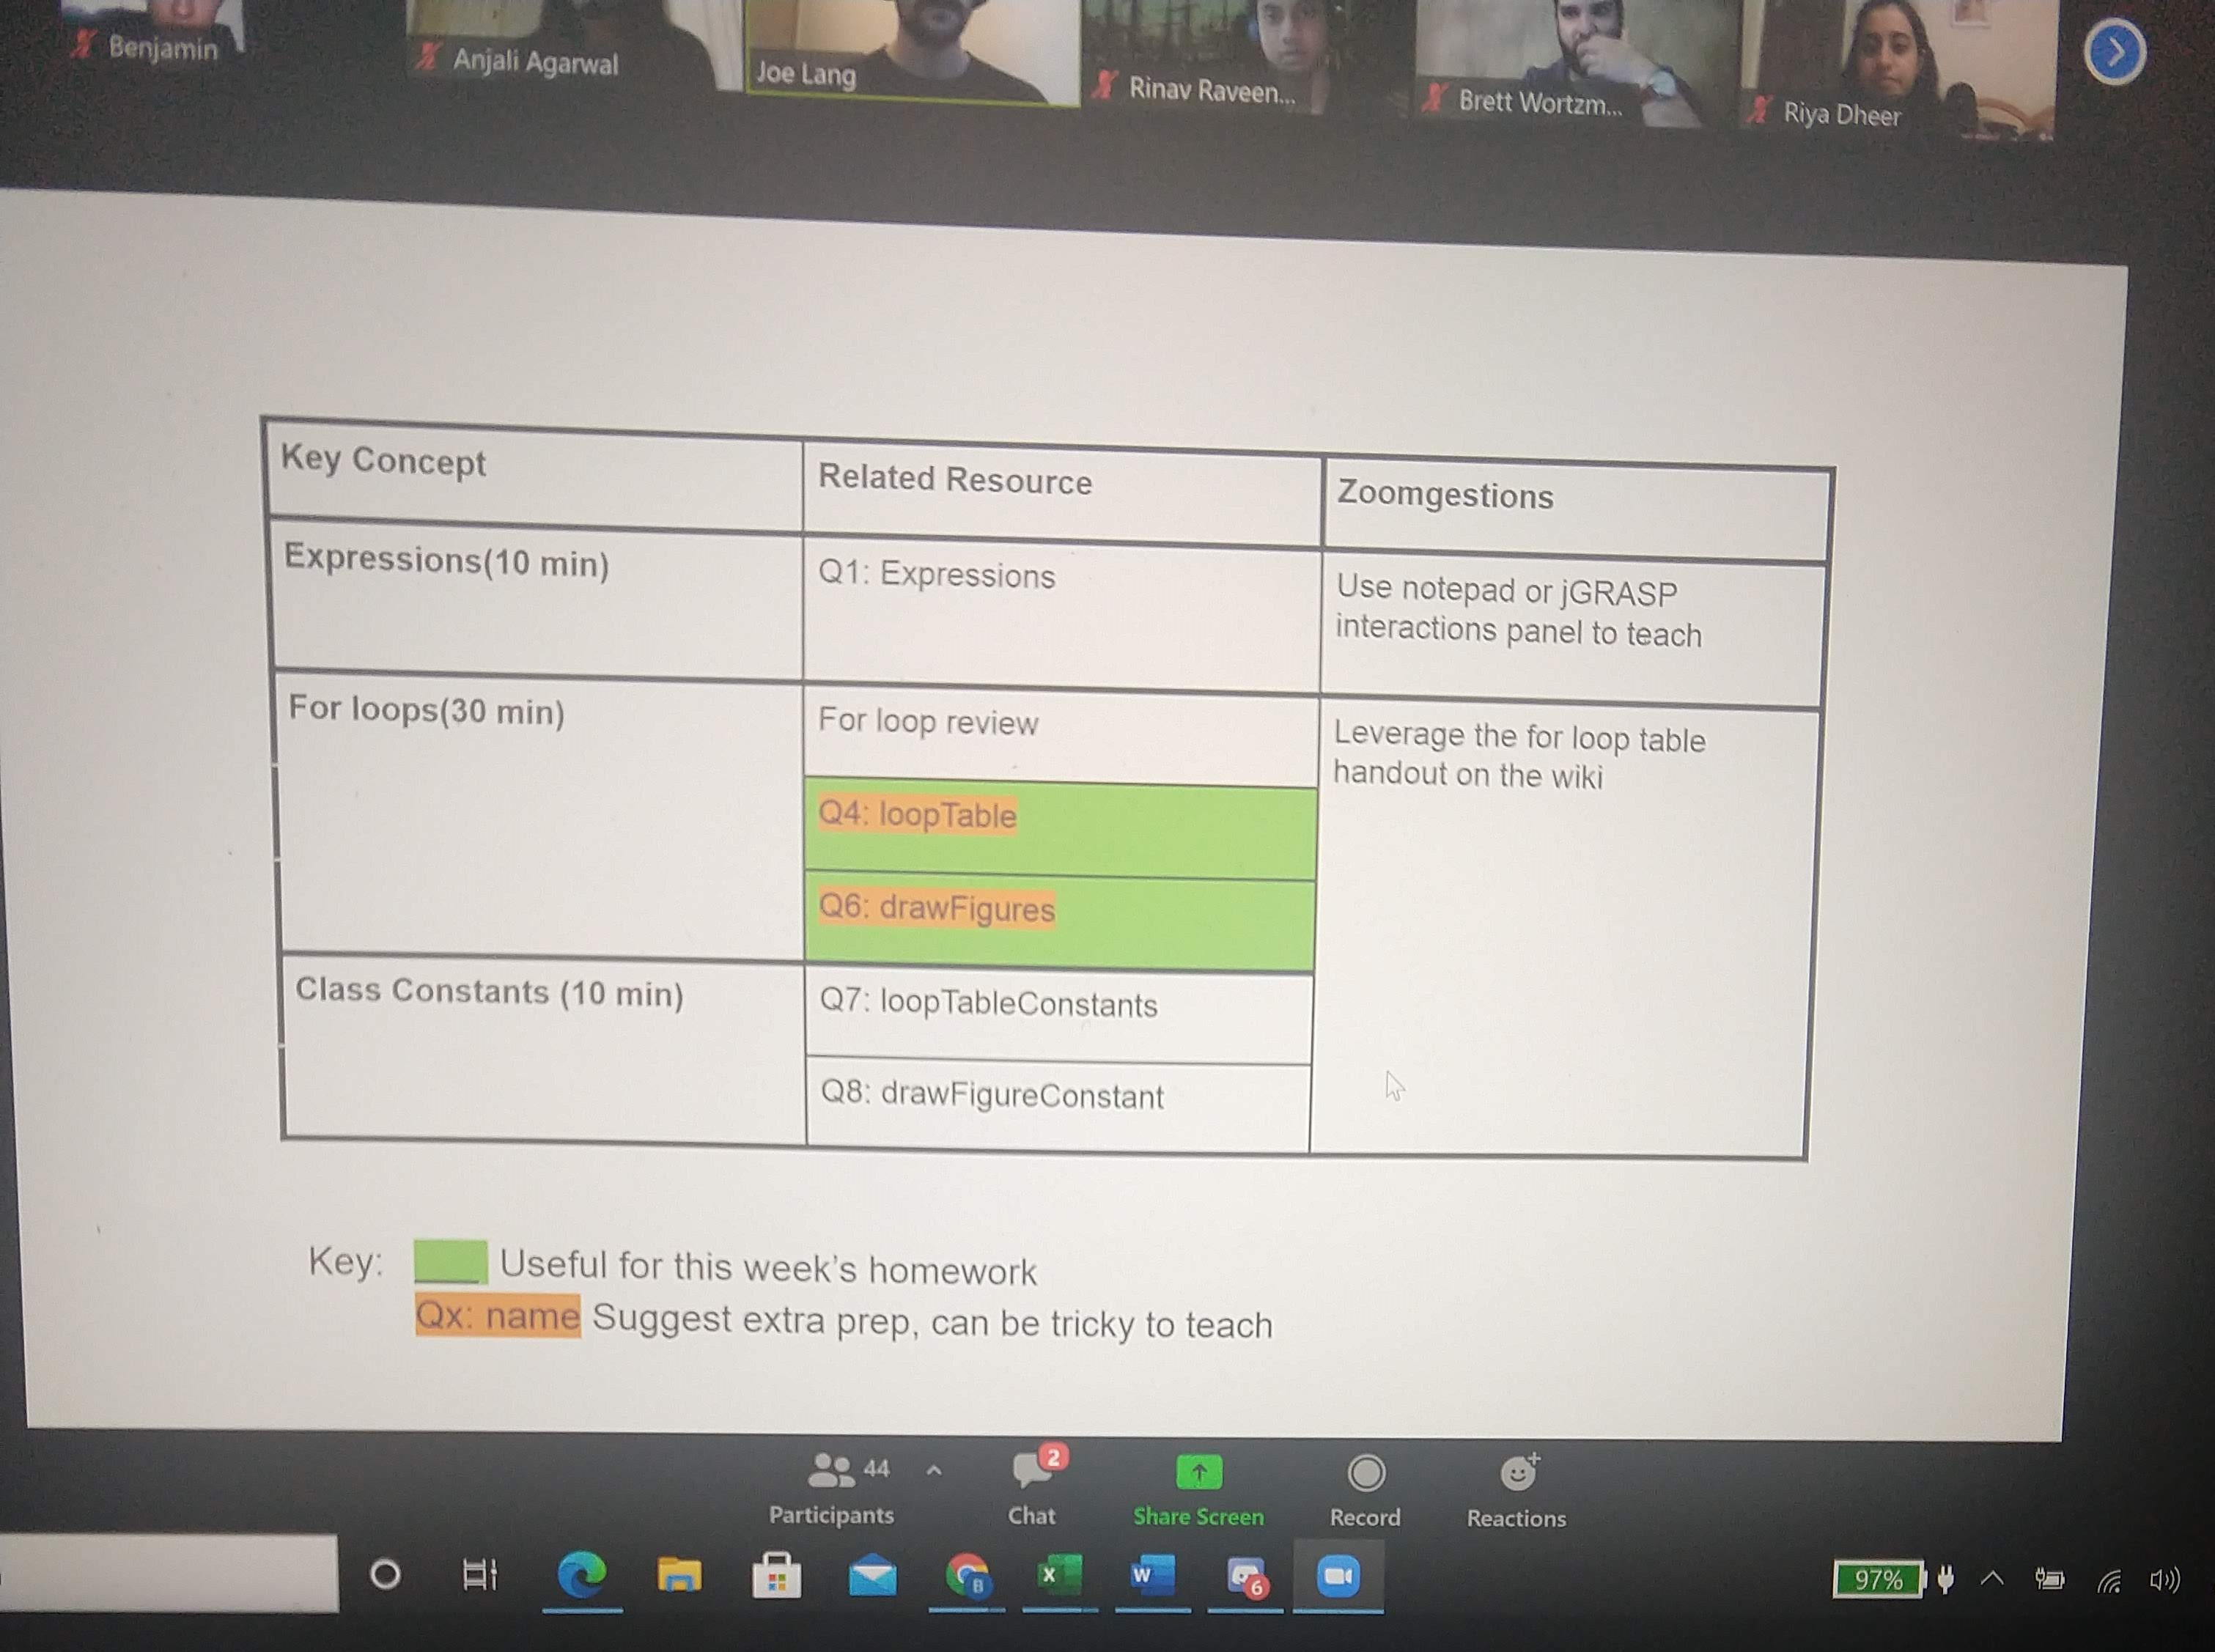 Benjamin
Anjali Agarwal
Joe Lang
Rinav Raveen...
Brett Wortzm...
Riya Dheer
Key Concept
Related Resource
Zoomgestions
Expressions(10 min)
Q1: Expressions
Use notepad or jGRASP
interactions panel to teach
For loops(30 min)
For loop review
Leverage the for loop table
handout on the wiki
Q4: loopTable
Q6: drawFigures
Class Constants (10 min)
Q7: loopTableConstants
Q8: drawFigureConstant
Key:
Useful for this week's homework
Qx: name Suggest extra prep, can be tricky to teach
44
2
Participants
Chat
Share Screen
Record
Reactions
B
X
W
6
97%